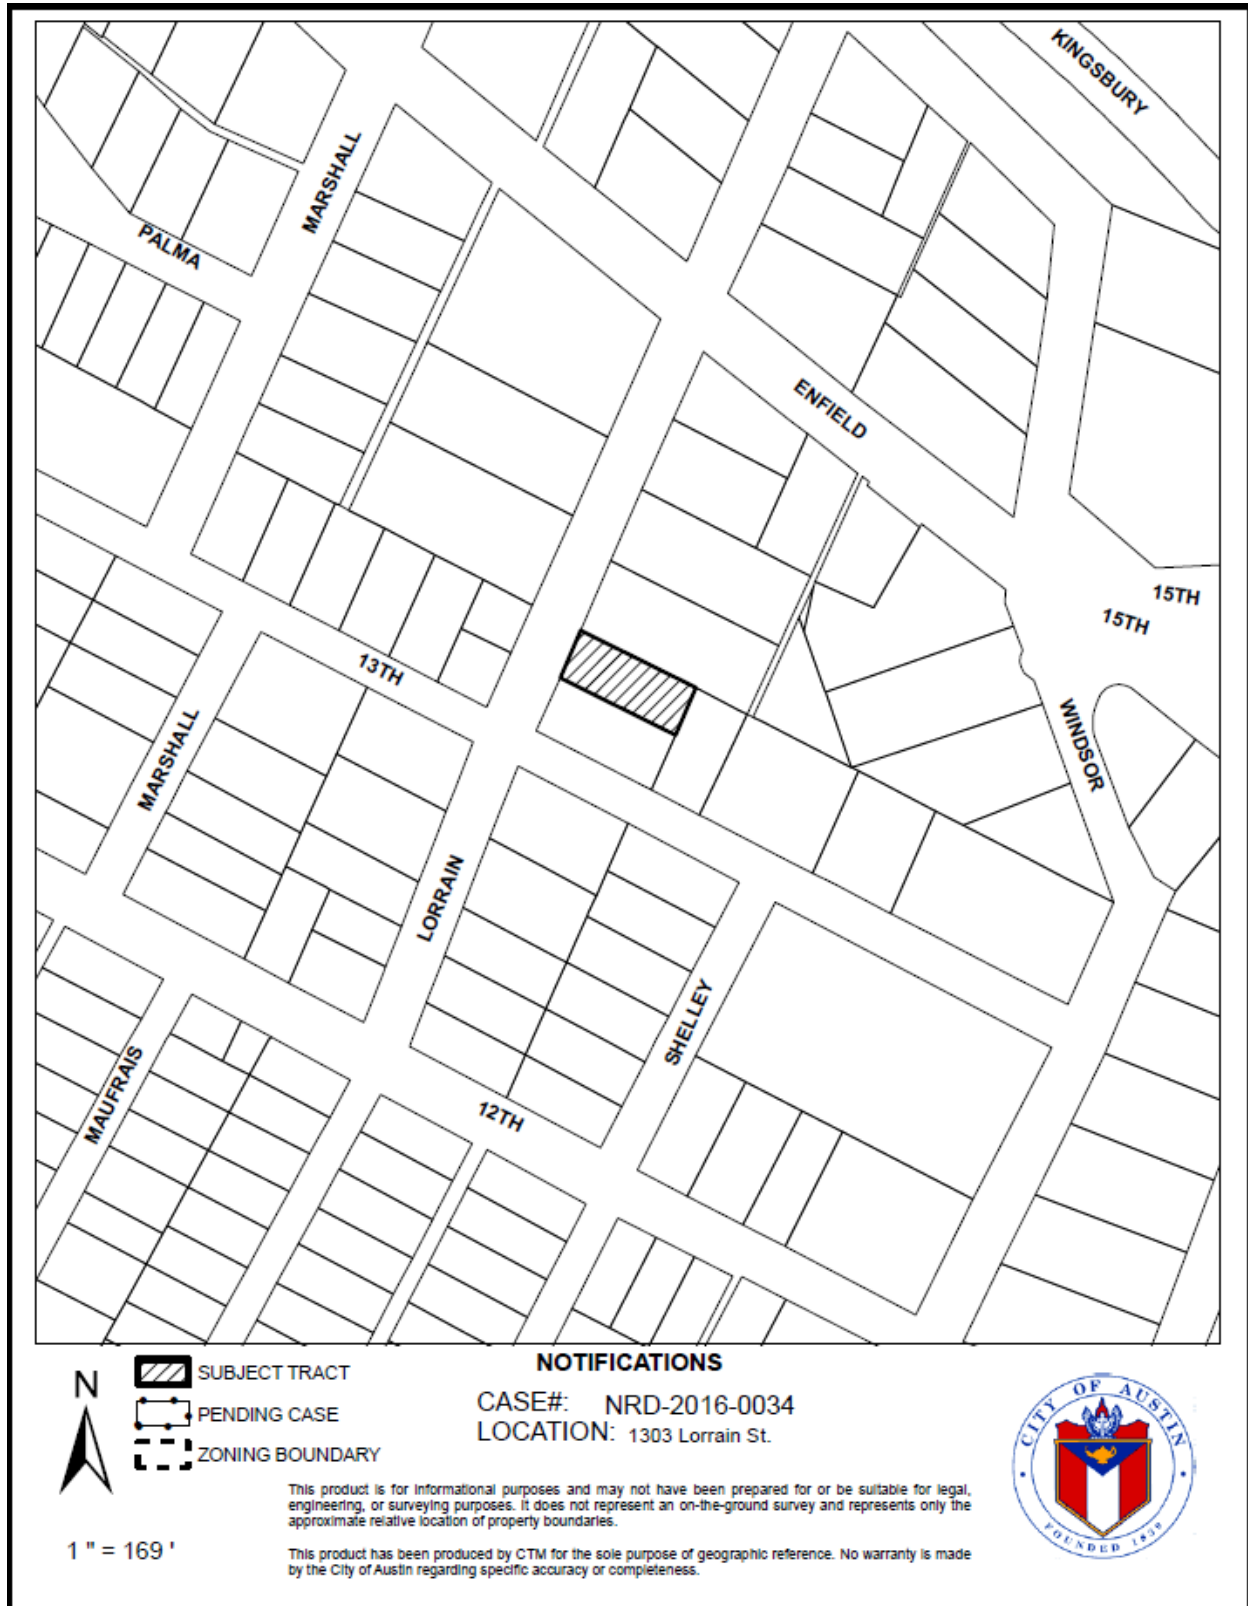 KINGSBURY
MARSHALL
PALMA
ENFIELD
15TH
15TH
13TH
WINDSOR
MARSHALL
LORRAIN
SHELLEY
MAUFRAIS
12TH
N
1 " = 169 '
SUBJECT TRACT
PENDING CASE
ZONING BOUNDARY
NOTIFICATIONS
CASE#: NRD-2016-0034
LOCATION: 1303 Lorrain St.
This product is for informational purposes and may not have been prepared for or be suitable for legal,
engineering, or surveying purposes. It does not represent an on-the-ground survey and represents only the
approximate relative location of property boundaries.
This product has been produced by CTM for the sole purpose of geographic reference. No warranty is made
by the City of Austin regarding specific accuracy or completeness.
CITY OF AUSTIN
FOUNDED 1839